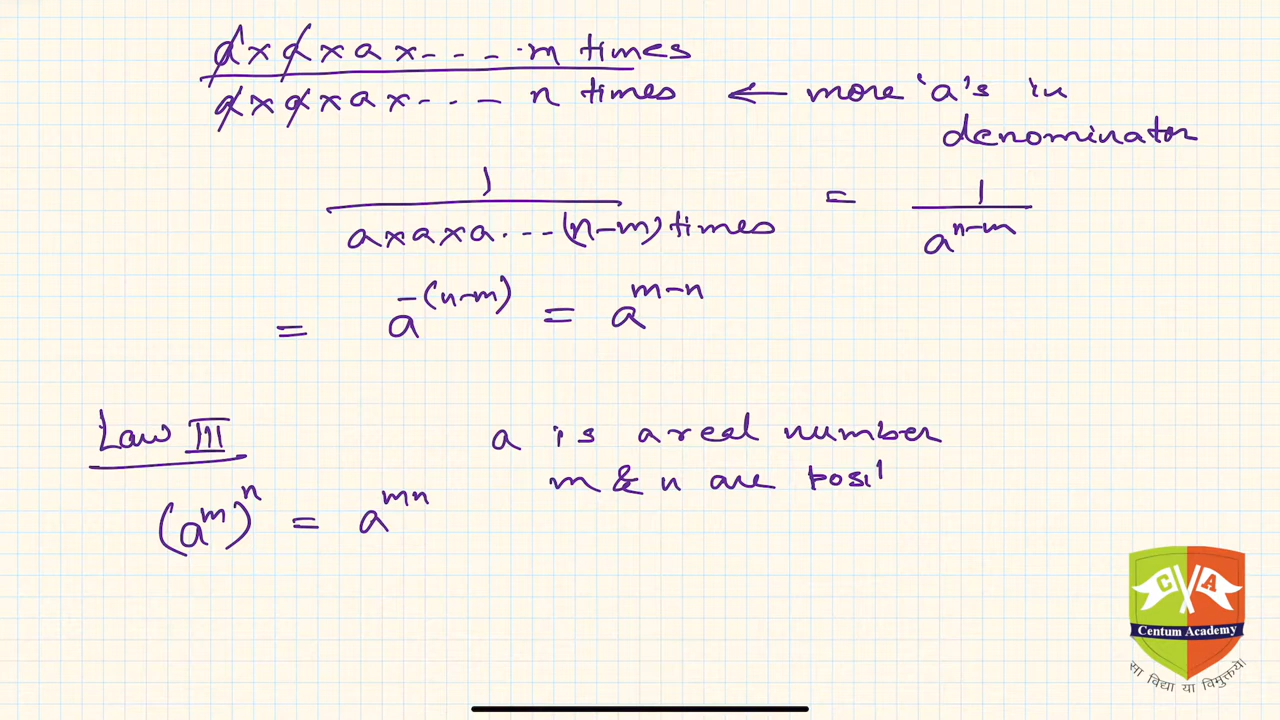 a×a×a×---- ·m times
a×a×a×···- n times ← more 'a's in
denominator
1
a×a×a···-(n-m) times = 1/a^{n-m}
= a^{-(n-m)} = a^{m-n}
Law III
a is a real number
m & n are posi
(a^m)^n = a^{mn}
C A
Centum Academy
सा विद्या या विमुक्तये।